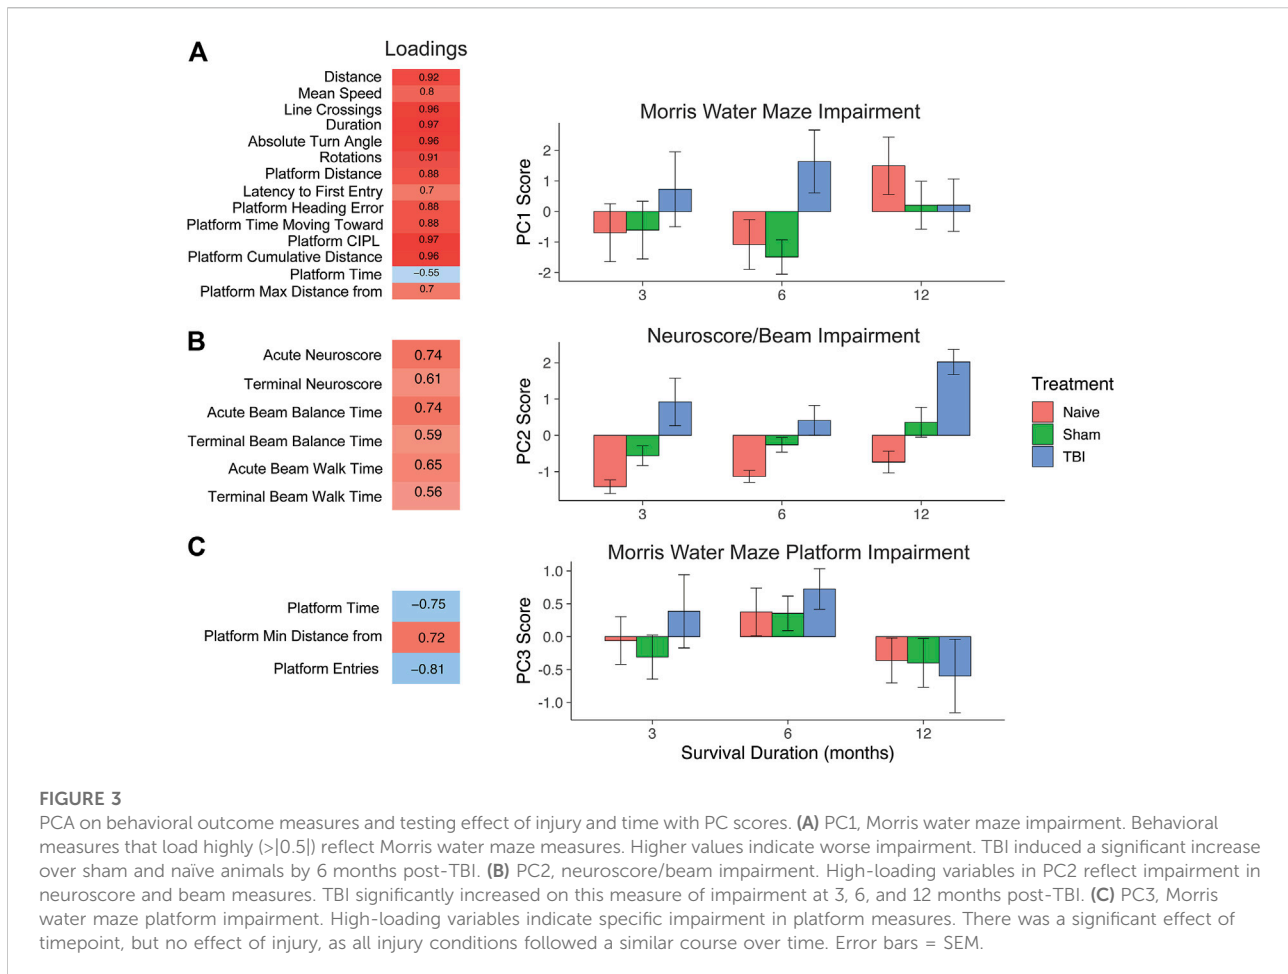 A
Loadings
Distance 0.92
Mean Speed 0.8
Line Crossings 0.96
Duration 0.97
Absolute Turn Angle 0.96
Rotations 0.91
Platform Distance 0.88
Latency to First Entry 0.7
Platform Heading Error 0.88
Platform Time Moving Toward 0.88
Platform CIPL 0.97
Platform Cumulative Distance 0.96
Platform Time −0.55
Platform Max Distance from 0.7
Morris Water Maze Impairment
PC1 Score
2
1
0
-1
-2
3 6 12
B
Acute Neuroscore 0.74
Terminal Neuroscore 0.61
Acute Beam Balance Time 0.74
Terminal Beam Balance Time 0.59
Acute Beam Walk Time 0.65
Terminal Beam Walk Time 0.56
Neuroscore/Beam Impairment
PC2 Score
2
1
0
-1
3 6 12
Treatment
Naive
Sham
TBI
C
Platform Time −0.75
Platform Min Distance from 0.72
Platform Entries −0.81
Morris Water Maze Platform Impairment
PC3 Score
1.0
0.5
0.0
-0.5
-1.0
3 6 12
Survival Duration (months)
FIGURE 3
PCA on behavioral outcome measures and testing effect of injury and time with PC scores. (A) PC1, Morris water maze impairment. Behavioral
measures that load highly (>|0.5|) reflect Morris water maze measures. Higher values indicate worse impairment. TBI induced a significant increase
over sham and naïve animals by 6 months post-TBI. (B) PC2, neuroscore/beam impairment. High-loading variables in PC2 reflect impairment in
neuroscore and beam measures. TBI significantly increased on this measure of impairment at 3, 6, and 12 months post-TBI. (C) PC3, Morris
water maze platform impairment. High-loading variables indicate specific impairment in platform measures. There was a significant effect of
timepoint, but no effect of injury, as all injury conditions followed a similar course over time. Error bars = SEM.